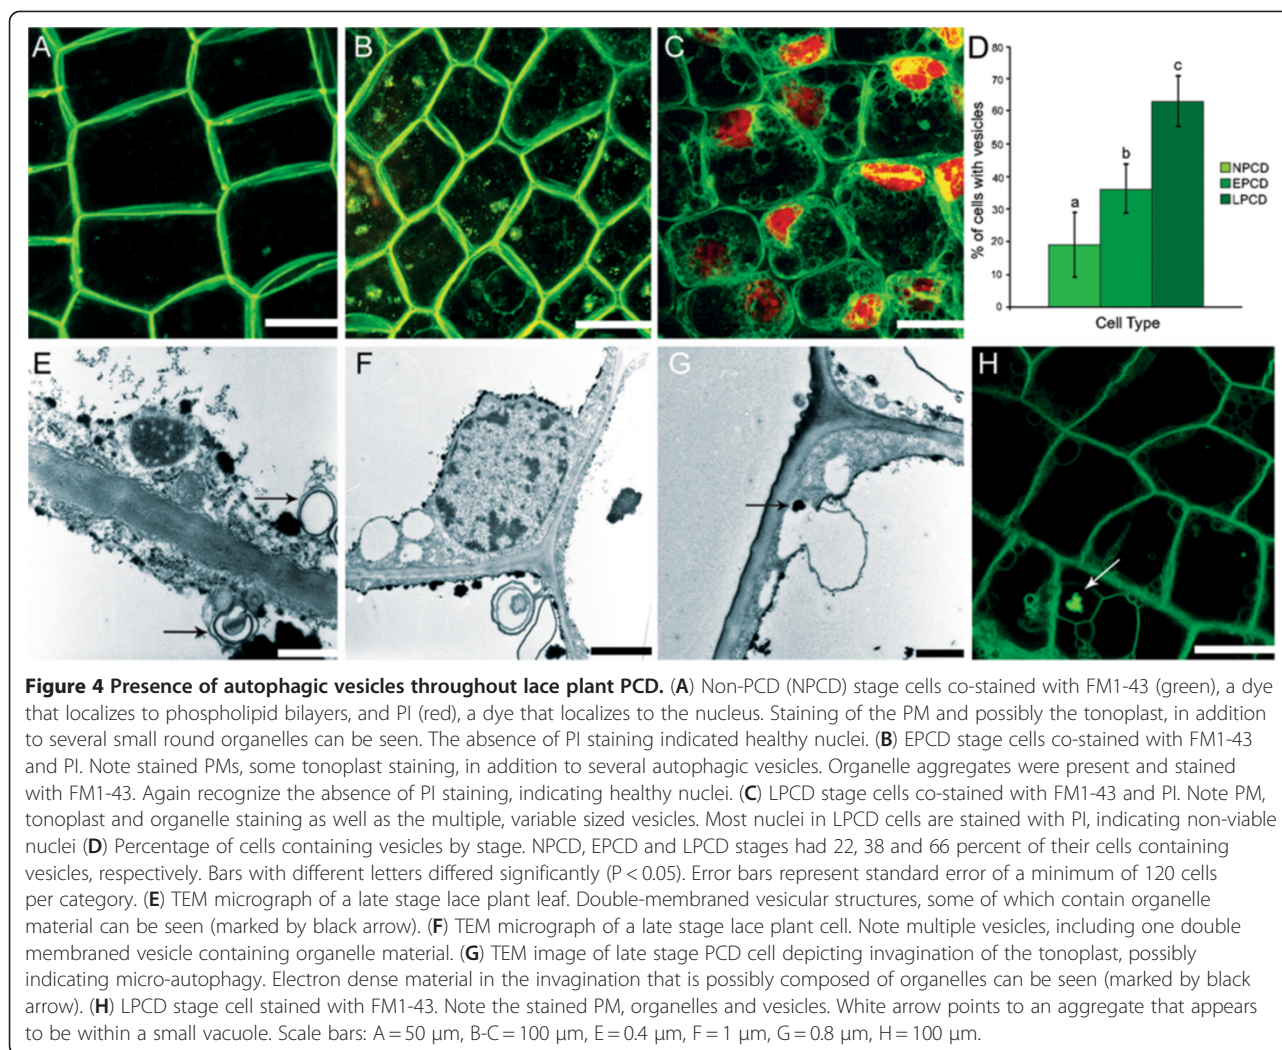 A
B
C
D
% of cells with vesicles
80
70
60
50
40
30
20
10
0
a
b
c
NPCD
EPCD
LPCD
Cell Type
E
F
G
H
Figure 4 Presence of autophagic vesicles throughout lace plant PCD. (A) Non-PCD (NPCD) stage cells co-stained with FM1-43 (green), a dye
that localizes to phospholipid bilayers, and PI (red), a dye that localizes to the nucleus. Staining of the PM and possibly the tonoplast, in addition
to several small round organelles can be seen. The absence of PI staining indicated healthy nuclei. (B) EPCD stage cells co-stained with FM1-43
and PI. Note stained PMs, some tonoplast staining, in addition to several autophagic vesicles. Organelle aggregates were present and stained
with FM1-43. Again recognize the absence of PI staining, indicating healthy nuclei. (C) LPCD stage cells co-stained with FM1-43 and PI. Note PM,
tonoplast and organelle staining as well as the multiple, variable sized vesicles. Most nuclei in LPCD cells are stained with PI, indicating non-viable
nuclei (D) Percentage of cells containing vesicles by stage. NPCD, EPCD and LPCD stages had 22, 38 and 66 percent of their cells containing
vesicles, respectively. Bars with different letters differed significantly (P < 0.05). Error bars represent standard error of a minimum of 120 cells
per category. (E) TEM micrograph of a late stage lace plant leaf. Double-membraned vesicular structures, some of which contain organelle
material can be seen (marked by black arrow). (F) TEM micrograph of a late stage lace plant cell. Note multiple vesicles, including one double
membraned vesicle containing organelle material. (G) TEM image of late stage PCD cell depicting invagination of the tonoplast, possibly
indicating micro-autophagy. Electron dense material in the invagination that is possibly composed of organelles can be seen (marked by black
arrow). (H) LPCD stage cell stained with FM1-43. Note the stained PM, organelles and vesicles. White arrow points to an aggregate that appears
to be within a small vacuole. Scale bars: A = 50 μm, B-C = 100 μm, E = 0.4 μm, F = 1 μm, G = 0.8 μm, H = 100 μm.